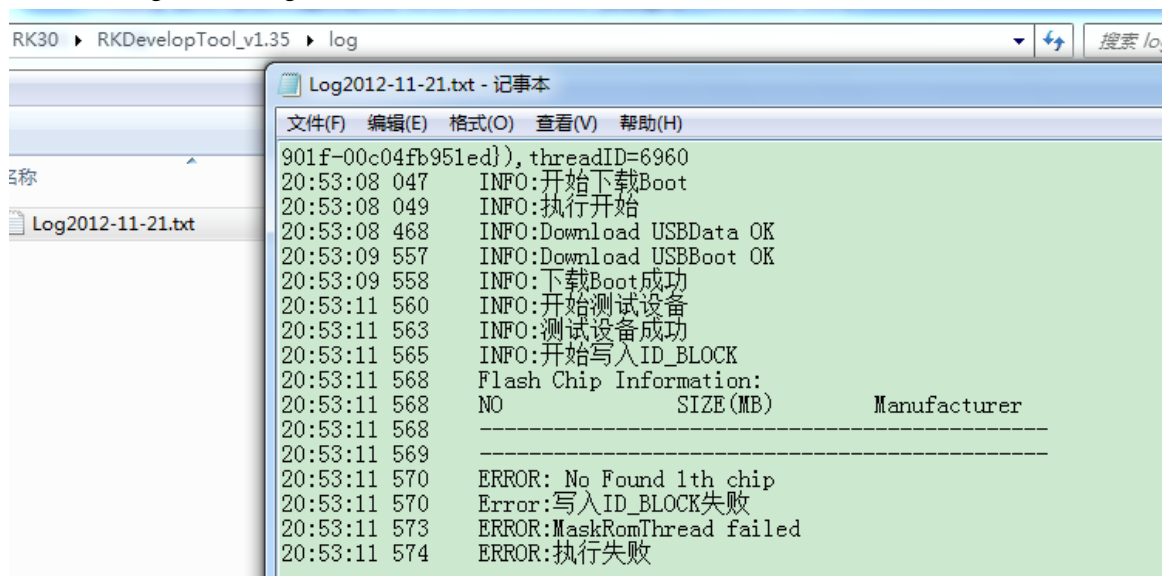 RK30 ▸ RKDevelopTool_v1.35 ▸ log
搜索 lo
Log2012-11-21.txt - 记事本
文件(F) 编辑(E) 格式(O) 查看(V) 帮助(H)
名称
Log2012-11-21.txt
901f-00c04fb951ed}),threadID=6960
20:53:08 047 INFO:开始下载Boot
20:53:08 049 INFO:执行开始
20:53:08 468 INFO:Download USBData OK
20:53:09 557 INFO:Download USBBoot OK
20:53:09 558 INFO:下载Boot成功
20:53:11 560 INFO:开始测试设备
20:53:11 563 INFO:测试设备成功
20:53:11 565 INFO:开始写入ID_BLOCK
20:53:11 568 Flash Chip Information:
20:53:11 568 NO SIZE(MB) Manufacturer
20:53:11 568 ----------------------------------------------
20:53:11 569 ----------------------------------------------
20:53:11 570 ERROR: No Found 1th chip
20:53:11 570 Error:写入ID_BLOCK失败
20:53:11 573 ERROR:MaskRomThread failed
20:53:11 574 ERROR:执行失败